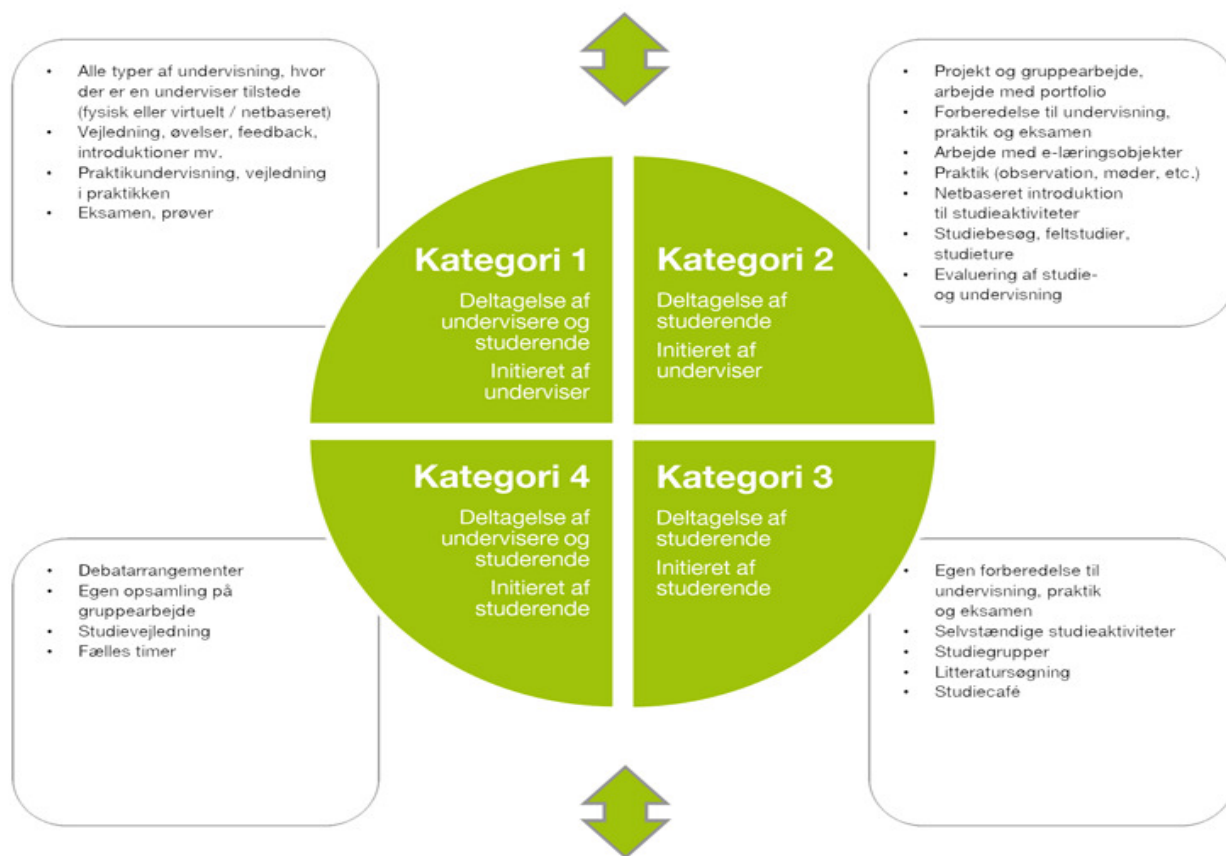 • Alle typer af undervisning, hvor
der er en underviser tilstede
(fysisk eller virtuelt / netbaseret)
• Vejledning, øvelser, feedback,
introduktioner mv.
• Praktikundervisning, vejledning
i praktikken
• Eksamen, prøver
• Projekt og gruppearbejde,
arbejde med portfolio
• Forberedelse til undervisning,
praktik og eksamen
• Arbejde med e-læringsobjekter
• Praktik (observation, møder, etc.)
• Netbaseret introduktion
til studieaktiviteter
• Studiebesøg, feltstudier,
studieture
• Evaluering af studie-
og undervisning
Kategori 1
Deltagelse af
undervisere og
studerende
Initieret af
underviser
Kategori 2
Deltagelse af
studerende
Initieret af
underviser
Kategori 4
Deltagelse af
undervisere og
studerende
Initieret af
studerende
Kategori 3
Deltagelse af
studerende
Initieret af
studerende
• Debatarrangementer
• Egen opsamling på
gruppearbejde
• Studievejledning
• Fælles timer
• Egen forberedelse til
undervisning, praktik
og eksamen
• Selvstændige studieaktiviteter
• Studiegrupper
• Litteratursøgning
• Studiecafé